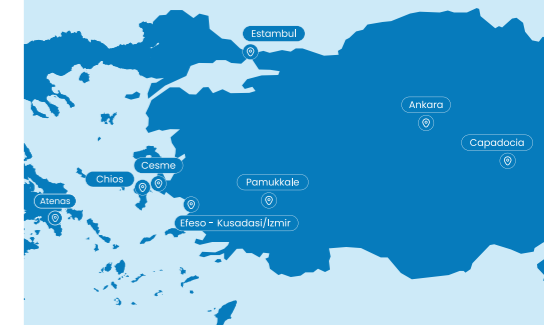 Estambul
Ankara
Capadocia
Cesme
Chios
Pamukkale
Atenas
Efeso - Kusadasi/Izmir